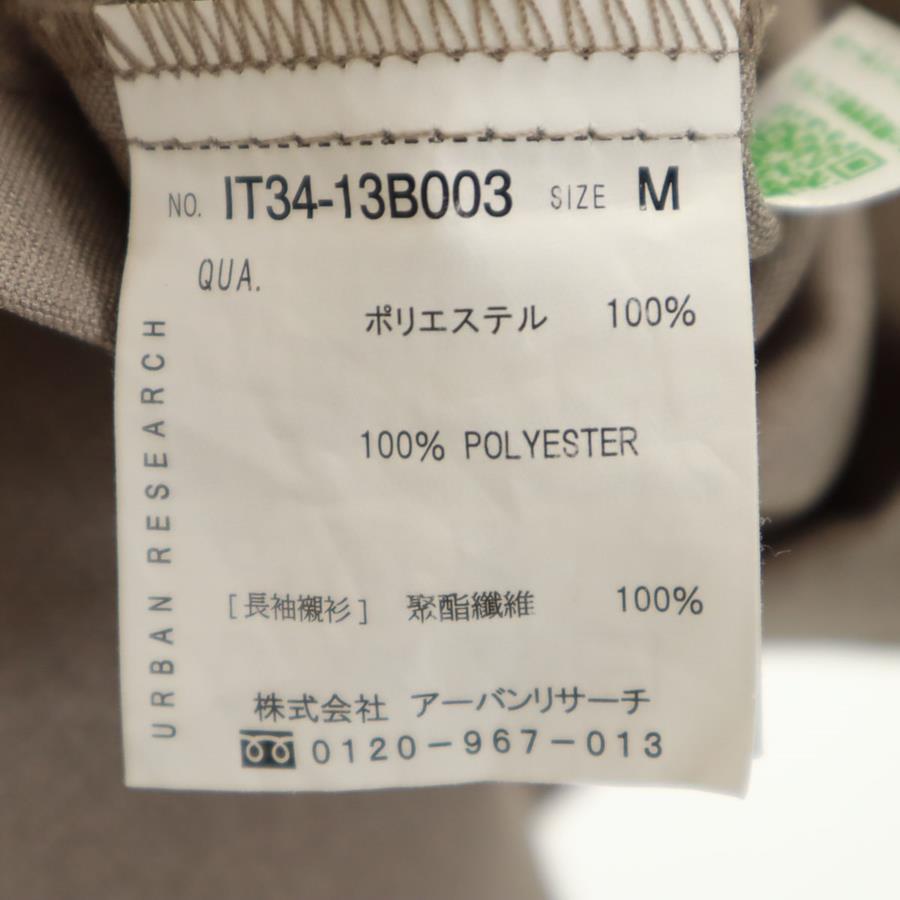 NO. IT34-13B003 SIZE M
QUA.
ポリエステル 100%
100% POLYESTER
[長袖襯衫] 聚酯纖維 100%
株式会社 アーバンリサーチ
0120-967-013
URBAN RESEARCH